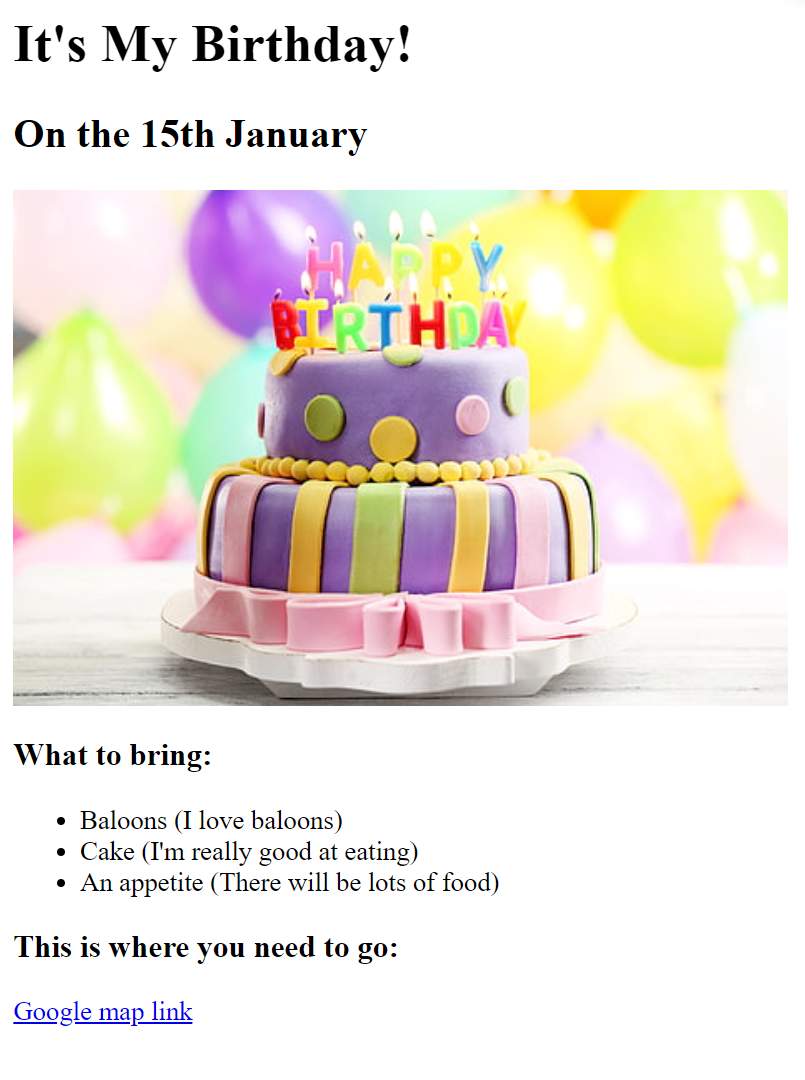 It's My Birthday!
On the 15th January
HAPPY
BIRTHDAY
What to bring:
Baloons (I love baloons)
Cake (I'm really good at eating)
An appetite (There will be lots of food)
This is where you need to go:
Google map link